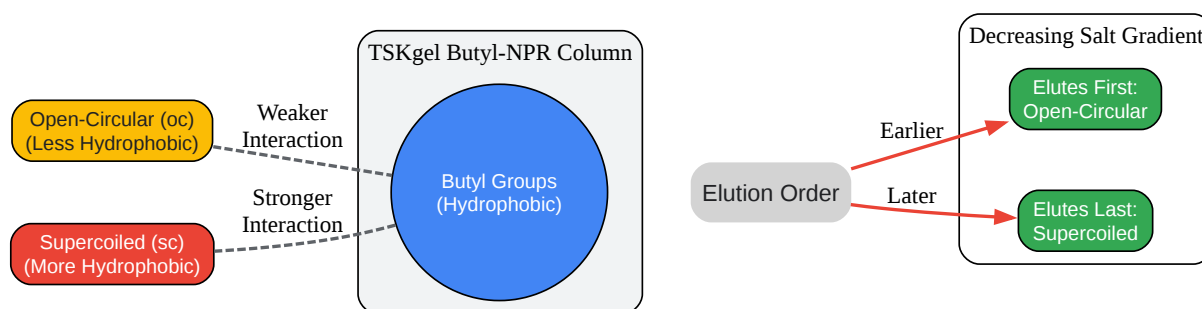 TSKgel Butyl-NPR Column
Open-Circular (oc)
(Less Hydrophobic)
Weaker
Interaction
Butyl Groups
(Hydrophobic)
Stronger
Interaction
Supercoiled (sc)
(More Hydrophobic)
Decreasing Salt Gradient
Elution Order
Earlier
Elutes First:
Open-Circular
Later
Elutes Last:
Supercoiled